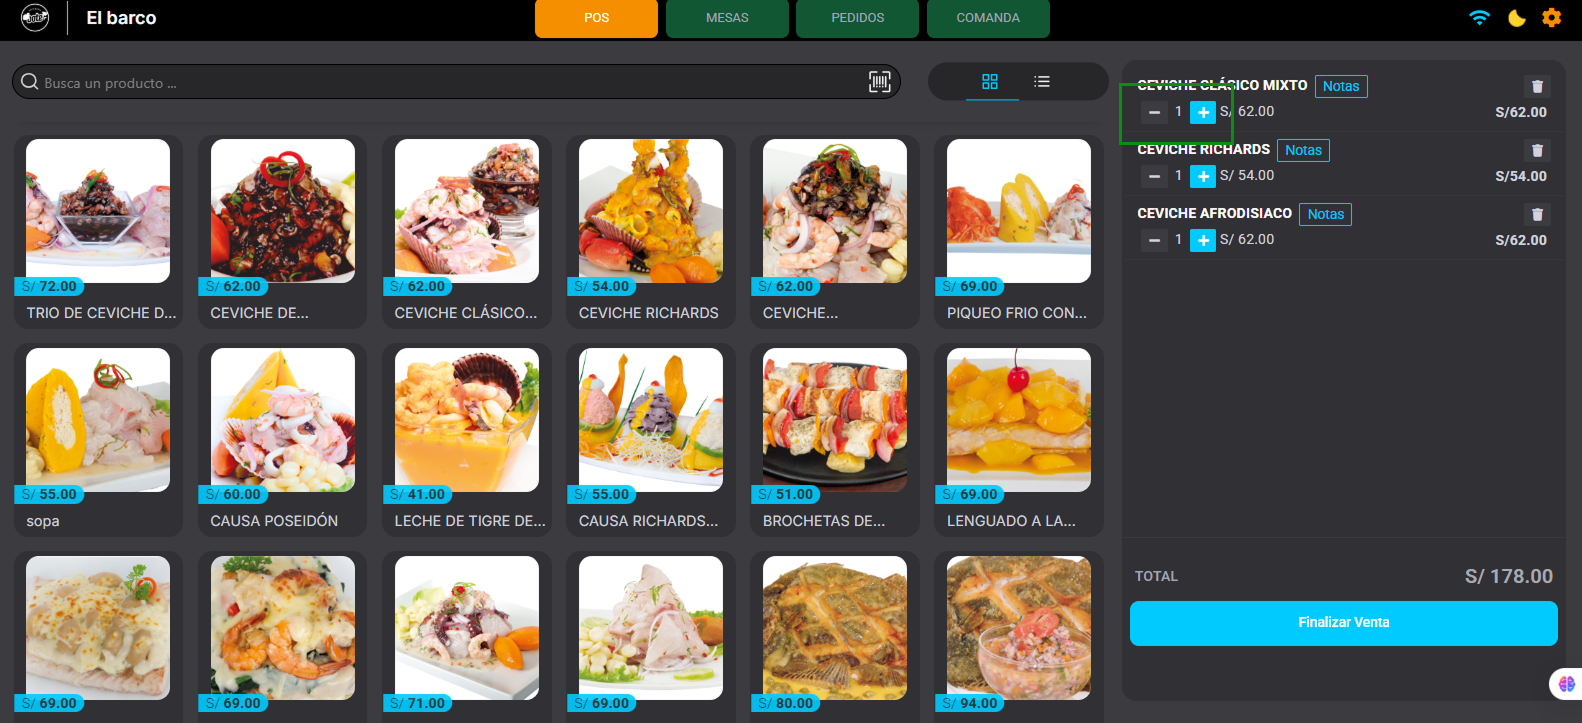 El barco
POS
MESAS
PEDIDOS
COMANDA
Busca un producto ...
S/ 72.00
TRIO DE CEVICHE D...
S/ 62.00
CEVICHE DE...
S/ 62.00
CEVICHE CLÁSICO...
S/ 54.00
CEVICHE RICHARDS
S/ 62.00
CEVICHE...
S/ 69.00
PIQUEO FRIO CON...
S/ 55.00
sopa
S/ 60.00
CAUSA POSEIDÓN
S/ 41.00
LECHE DE TIGRE DE...
S/ 55.00
CAUSA RICHARDS...
S/ 51.00
BROCHETAS DE...
S/ 69.00
LENGUADO A LA...
S/ 69.00
S/ 69.00
S/ 71.00
S/ 69.00
S/ 80.00
S/ 94.00
CEVICHE CLÁSICO MIXTO Notas
1 S/ 62.00 S/62.00
CEVICHE RICHARDS Notas
1 S/ 54.00 S/54.00
CEVICHE AFRODISIACO Notas
1 S/ 62.00 S/62.00
TOTAL S/ 178.00
Finalizar Venta